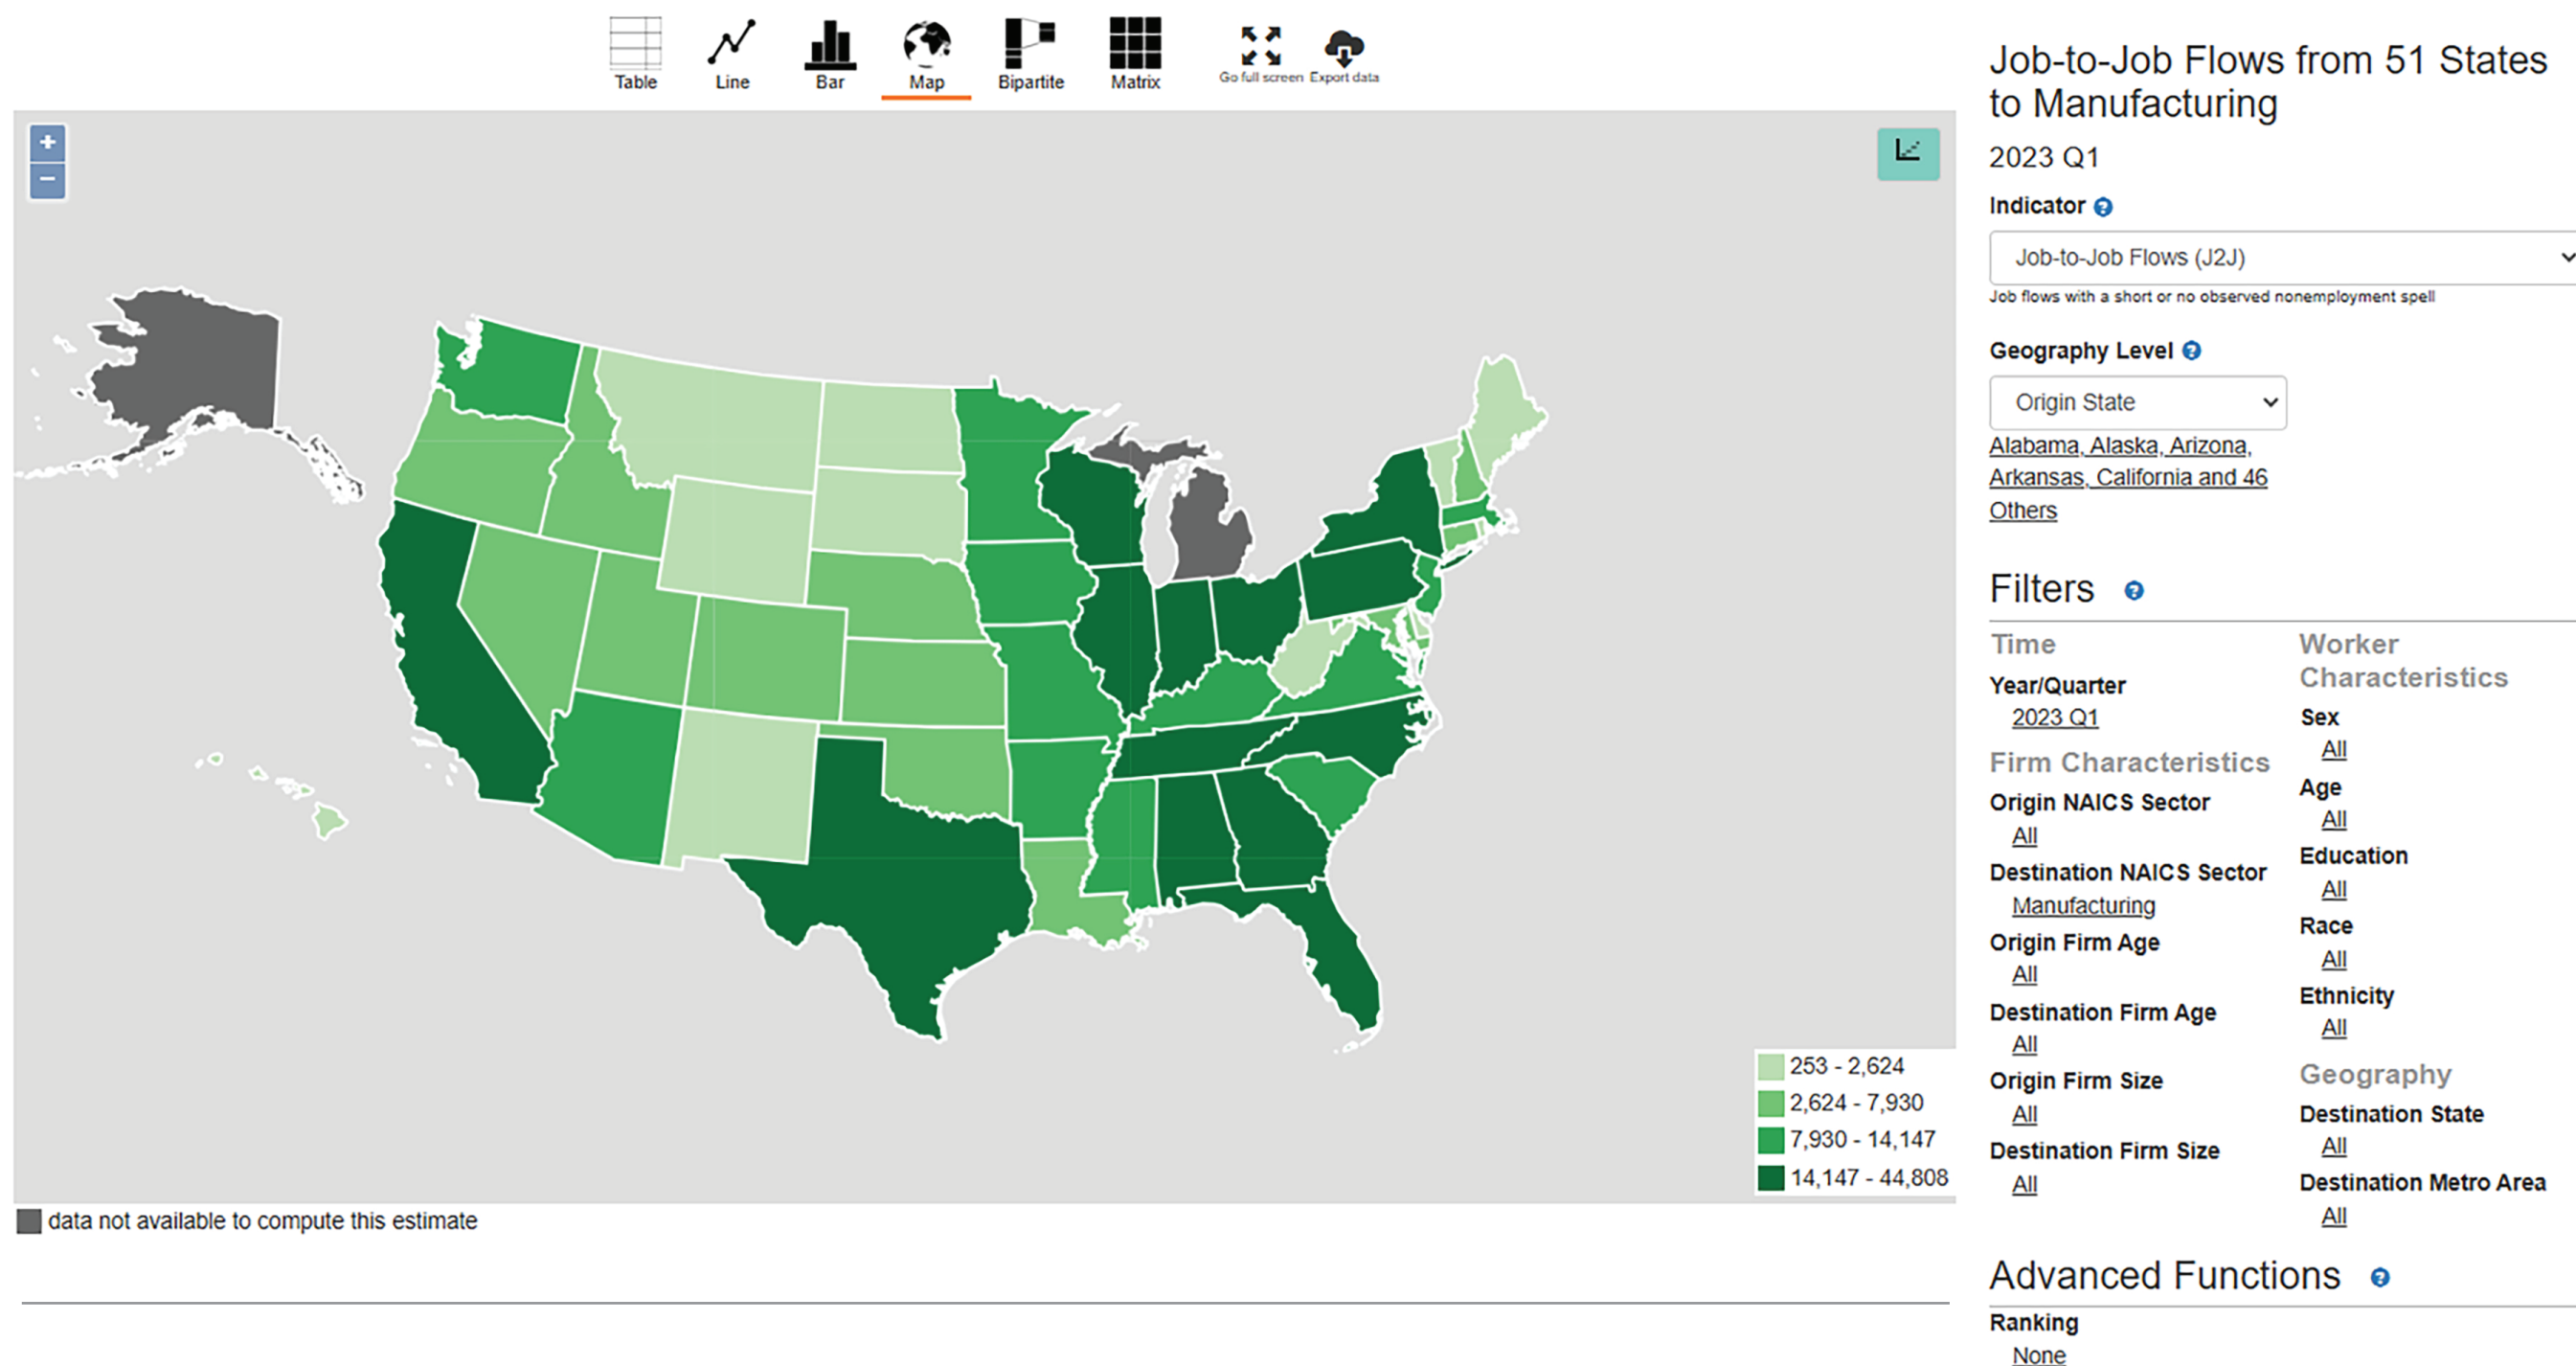 Table
Line
Bar
Map
Bipartite
Matrix
Go full screen
Export data
+
−
253 - 2,624
2,624 - 7,930
7,930 - 14,147
14,147 - 44,808
data not available to compute this estimate
Job-to-Job Flows from 51 States
to Manufacturing
2023 Q1
Indicator ?
Job-to-Job Flows (J2J)
Job flows with a short or no observed nonemployment spell
Geography Level ?
Origin State
Alabama, Alaska, Arizona,
Arkansas, California and 46
Others
Filters ?
Time
Year/Quarter
2023 Q1
Firm Characteristics
Origin NAICS Sector
All
Destination NAICS Sector
Manufacturing
Origin Firm Age
All
Destination Firm Age
All
Origin Firm Size
All
Destination Firm Size
All
Worker
Characteristics
Sex
All
Age
All
Education
All
Race
All
Ethnicity
All
Geography
Destination State
All
Destination Metro Area
All
Advanced Functions ?
Ranking
None